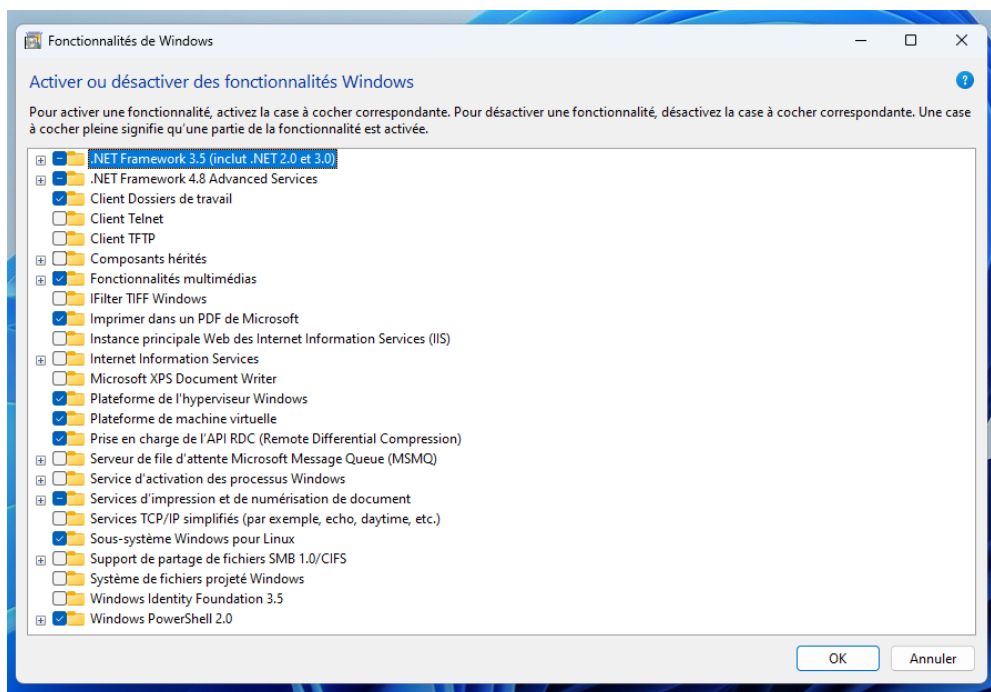 Fonctionnalités de Windows
Activer ou désactiver des fonctionnalités Windows
Pour activer une fonctionnalité, activez la case à cocher correspondante. Pour désactiver une fonctionnalité, désactivez la case à cocher correspondante. Une case
à cocher pleine signifie qu'une partie de la fonctionnalité est activée.
.NET Framework 3.5 (inclut .NET 2.0 et 3.0)
.NET Framework 4.8 Advanced Services
Client Dossiers de travail
Client Telnet
Client TFTP
Composants hérités
Fonctionnalités multimédias
IFilter TIFF Windows
Imprimer dans un PDF de Microsoft
Instance principale Web des Internet Information Services (IIS)
Internet Information Services
Microsoft XPS Document Writer
Plateforme de l'hyperviseur Windows
Plateforme de machine virtuelle
Prise en charge de l'API RDC (Remote Differential Compression)
Serveur de file d'attente Microsoft Message Queue (MSMQ)
Service d'activation des processus Windows
Services d'impression et de numérisation de document
Services TCP/IP simplifiés (par exemple, echo, daytime, etc.)
Sous-système Windows pour Linux
Support de partage de fichiers SMB 1.0/CIFS
Système de fichiers projeté Windows
Windows Identity Foundation 3.5
Windows PowerShell 2.0
OK Annuler